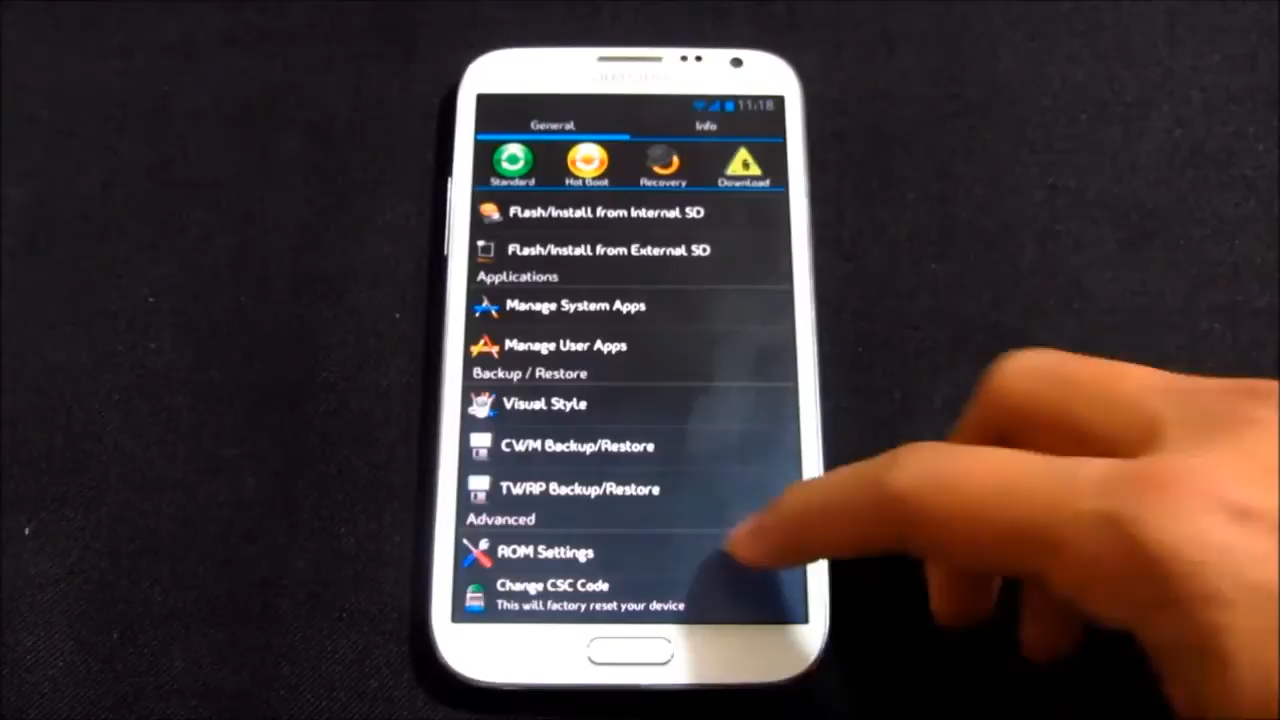 SAMSUNG
11:18
General Info
Standard Hot Boot Recovery Download
Flash/Install from Internal SD
Flash/Install from External SD
Applications
Manage System Apps
Manage User Apps
Backup / Restore
Visual Style
CWM Backup/Restore
TWRP Backup/Restore
Advanced
ROM Settings
Change CSC Code
This will factory reset your device